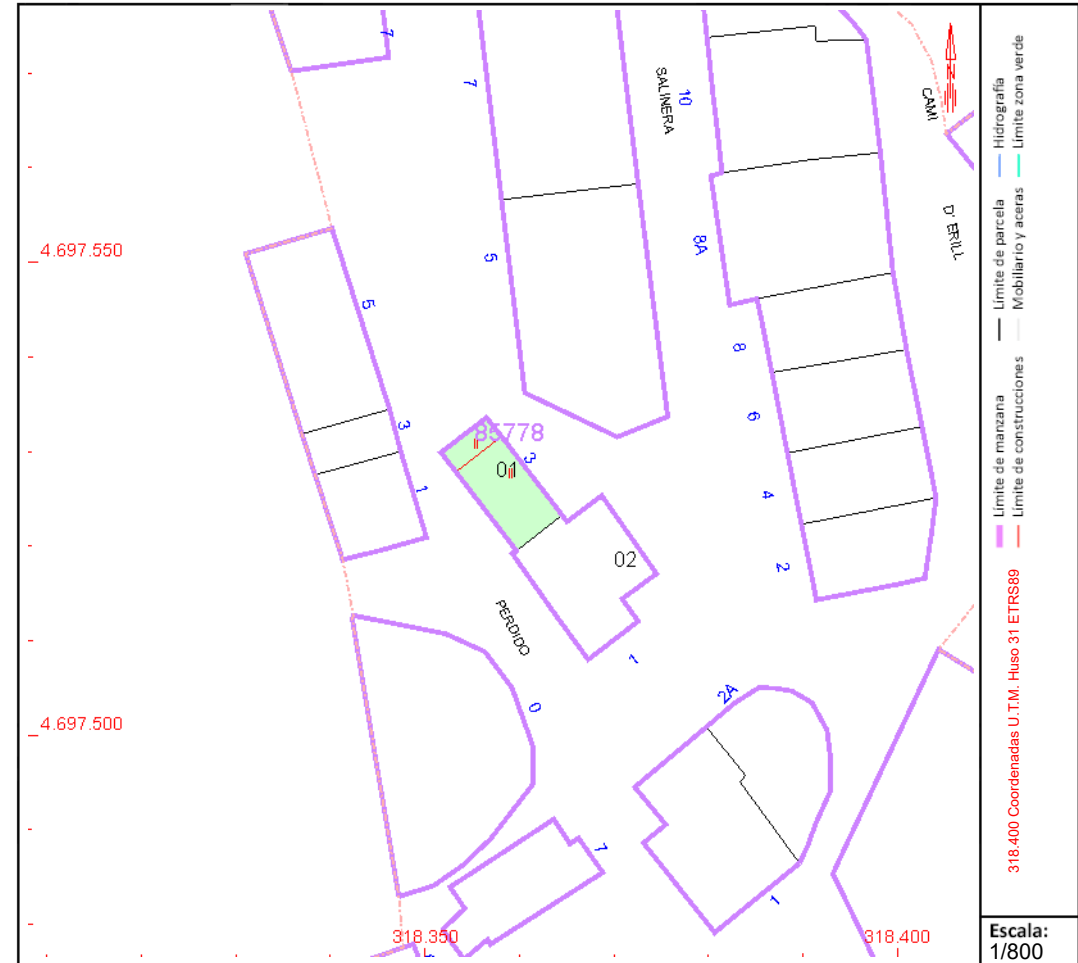 7
7
SALINERA
10
CAMI
D' ERILL
5
8A
4.697.550
5
8
3
6
85778
01
II
III
3
1
4
02
2
PERDIDO
1
0
2A
4.697.500
7
1
318.350
318.400
Hidrografía
Límite zona verde
Límite de parcela
Mobiliario y aceras
Límite de manzana
Límite de construcciones
318.400 Coordenadas U.T.M. Huso 31 ETRS89
Escala:
1/800